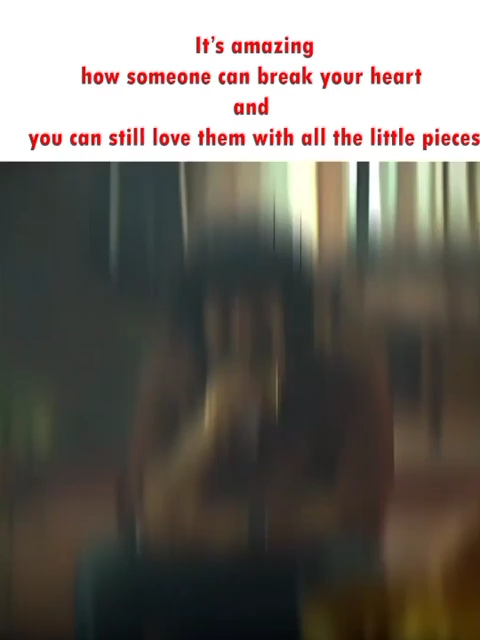 It's amazing
how someone can break your heart
and
you can still love them with all the little pieces